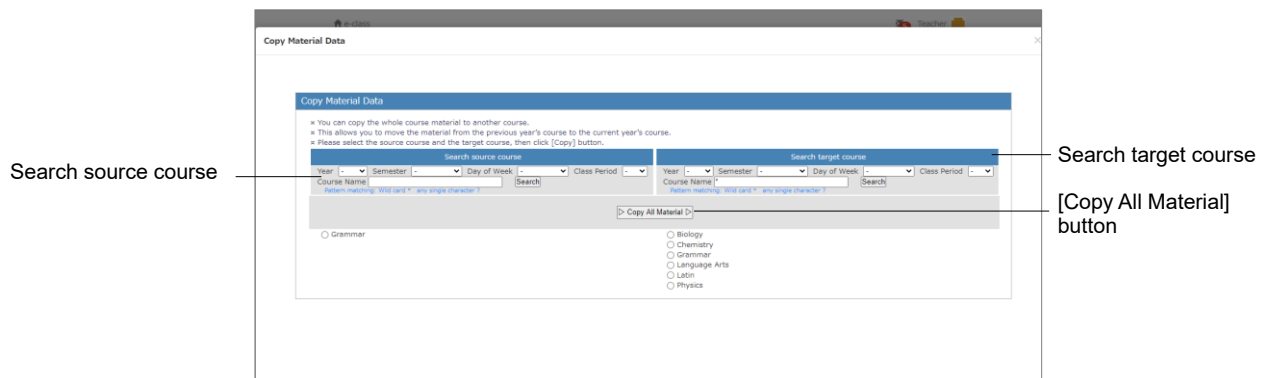 e-class
Teacher
Copy Material Data
×
Copy Material Data
¤ You can copy the whole course material to another course.
¤ This allows you to move the material from the previous year's course to the current year's course.
¤ Please select the source course and the target course, then click [Copy] button.
Search source course
Search target course
Year - Semester - Day of Week - Class Period -
Course Name Search
Pattern matching: Wild card * any single character ?
Year - Semester - Day of Week - Class Period -
Course Name * Search
Pattern matching: Wild card * any single character ?
▷ Copy All Material ▷
Grammar
Biology
Chemistry
Grammar
Language Arts
Latin
Physics
Search source course
Search target course
[Copy All Material]
button